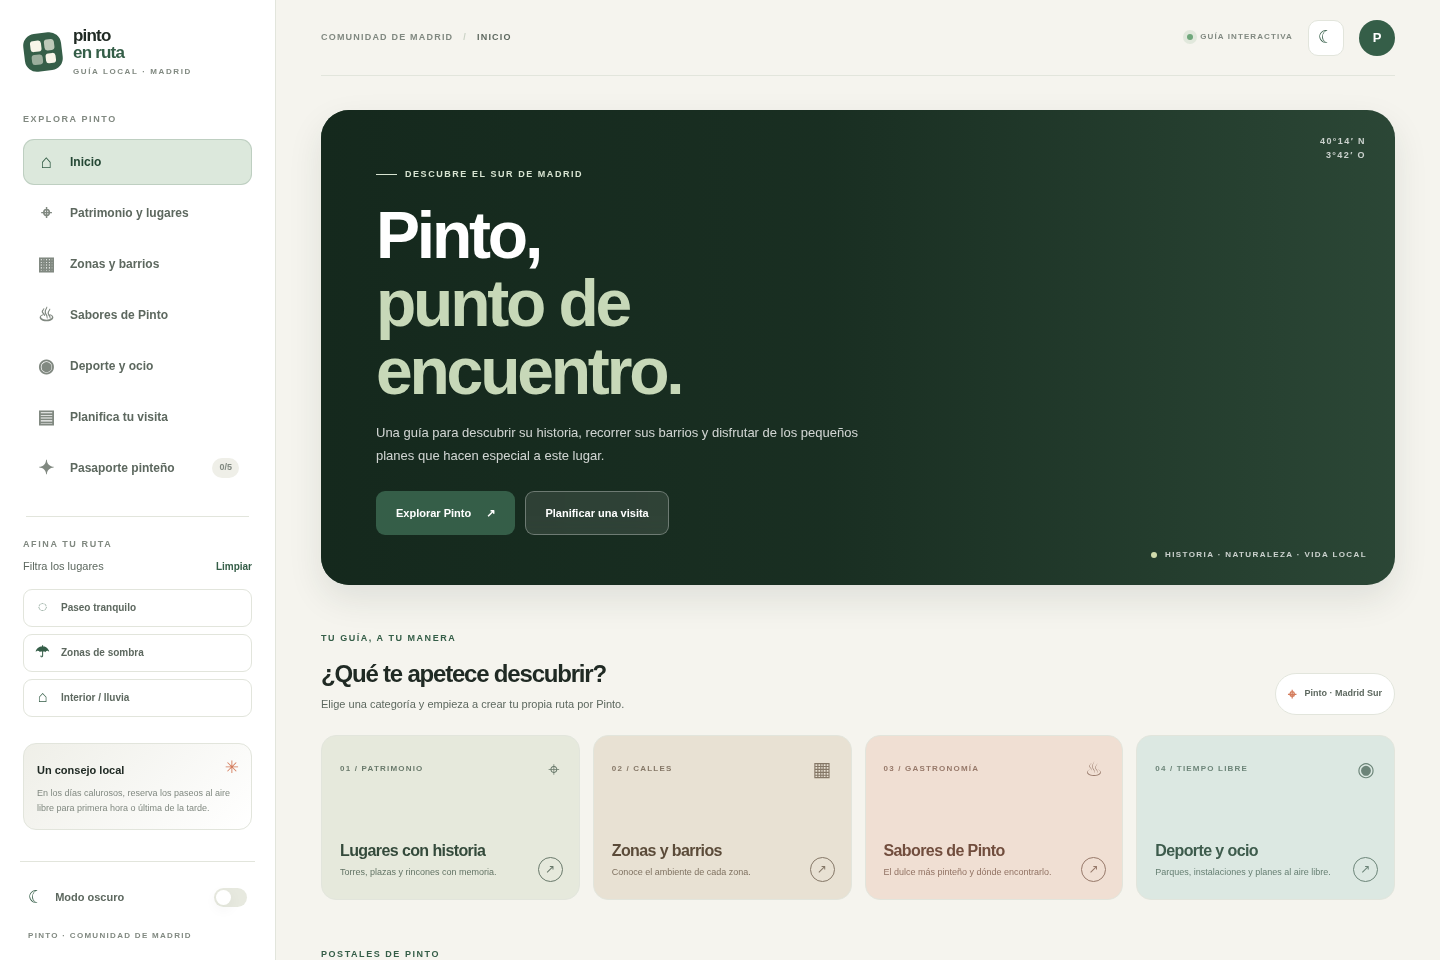 pinto
en ruta
GUÍA LOCAL · MADRID
EXPLORA PINTO
Inicio
Patrimonio y lugares
Zonas y barrios
Sabores de Pinto
Deporte y ocio
Planifica tu visita
Pasaporte pinteño 0/5
AFINA TU RUTA
Filtra los lugares Limpiar
Paseo tranquilo
Zonas de sombra
Interior / lluvia
Un consejo local
En los días calurosos, reserva los paseos al aire
libre para primera hora o última de la tarde.
Modo oscuro
PINTO · COMUNIDAD DE MADRID
COMUNIDAD DE MADRID / INICIO
GUÍA INTERACTIVA
P
40°14′ N
3°42′ O
DESCUBRE EL SUR DE MADRID
Pinto,
punto de
encuentro.
Una guía para descubrir su historia, recorrer sus barrios y disfrutar de los pequeños
planes que hacen especial a este lugar.
Explorar Pinto ↗
Planificar una visita
HISTORIA · NATURALEZA · VIDA LOCAL
TU GUÍA, A TU MANERA
¿Qué te apetece descubrir?
Elige una categoría y empieza a crear tu propia ruta por Pinto.
Pinto · Madrid Sur
01 / PATRIMONIO
Lugares con historia
Torres, plazas y rincones con memoria.
↗
02 / CALLES
Zonas y barrios
Conoce el ambiente de cada zona.
↗
03 / GASTRONOMÍA
Sabores de Pinto
El dulce más pinteño y dónde encontrarlo.
↗
04 / TIEMPO LIBRE
Deporte y ocio
Parques, instalaciones y planes al aire libre.
↗
POSTALES DE PINTO